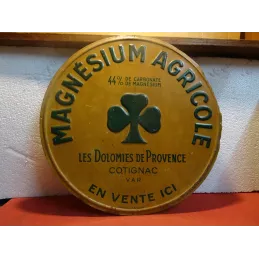 MAGNÉSIUM AGRICOLE
44% DE CARBONATE
DE MAGNÉSIUM
LES DOLOMIES DE PROVENCE
COTIGNAC
VAR
EN VENTE ICI